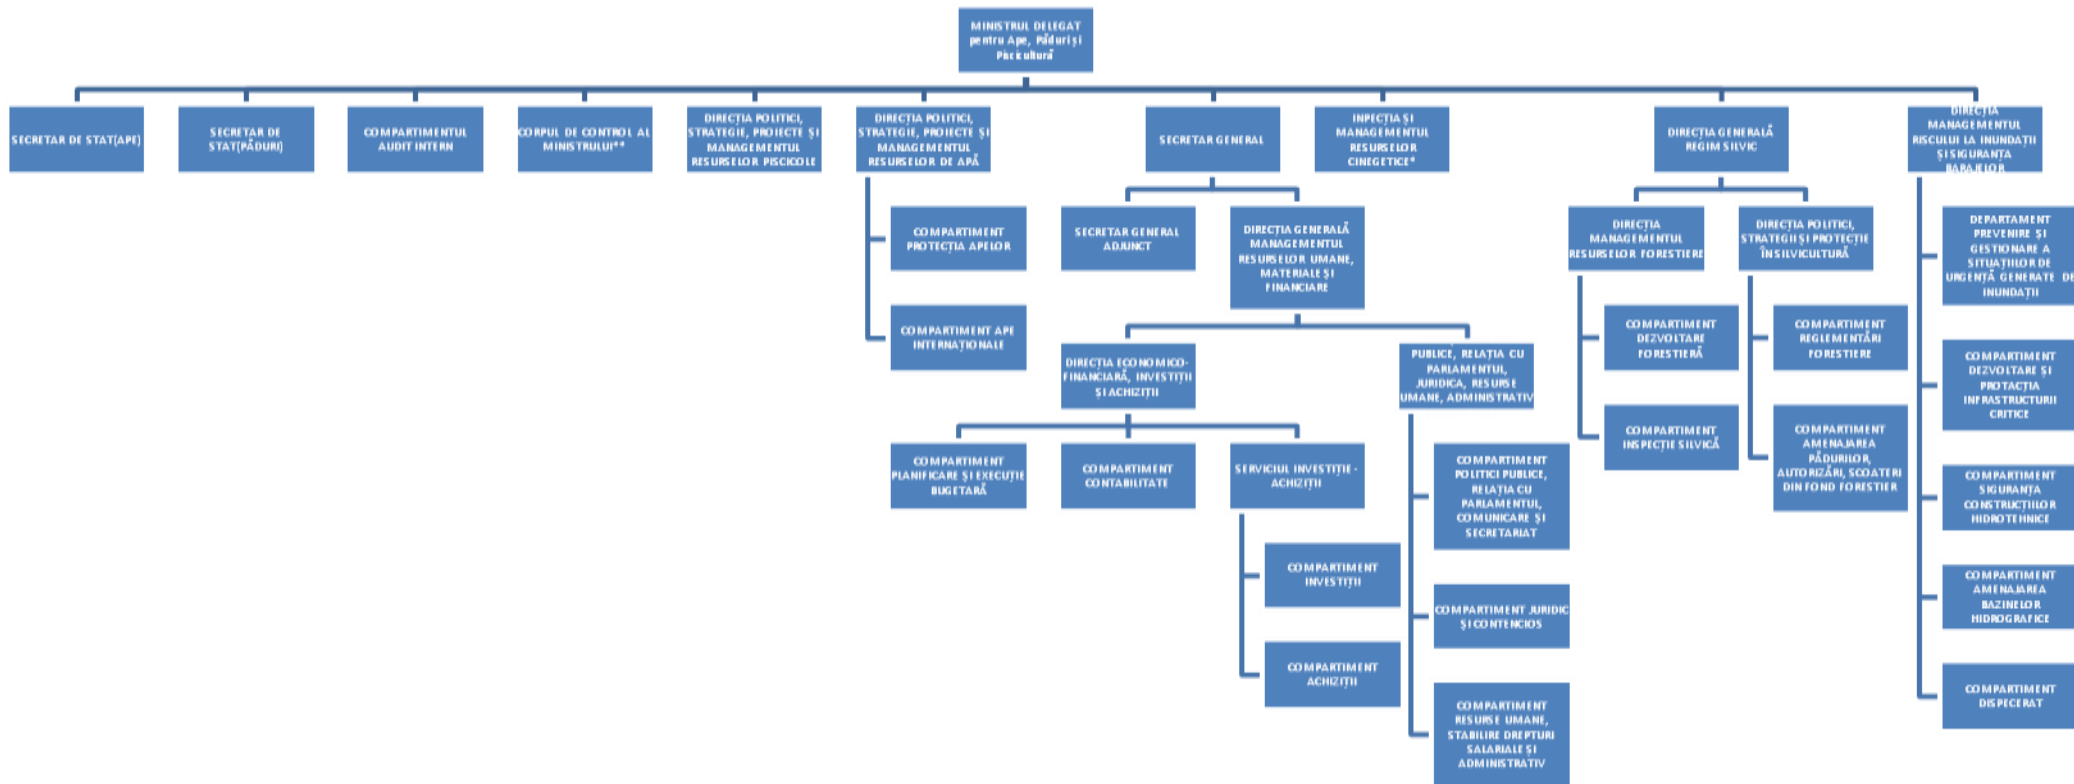 MINISTRUL DELEGAT
pentru Ape, Păduri și
Piscicultură
SECRETAR DE STAT(APE)
SECRETAR DE
STAT(PĂDURI)
COMPARTIMENTUL
AUDIT INTERN
CORPUL DE CONTROL AL
MINISTRULUI**
DIRECȚIA POLITICI,
STRATEGIE, PROIECTE ȘI
MANAGEMENTUL
RESURSELOR PISCICOLE
DIRECȚIA POLITICI,
STRATEGIE, PROIECTE ȘI
MANAGEMENTUL
RESURSELOR DE APĂ
SECRETAR GENERAL
INPECȚIA ȘI
MANAGEMENTUL
RESURSELOR
CINEGETICE*
DIRECȚIA GENERALĂ
REGIM SILVIC
DIRECȚIA
MANAGEMENTUL
RISCULUI LA INUNDAȚII
ȘI SIGURANȚA
BARAJELOR
COMPARTIMENT
PROTECȚIA APELOR
COMPARTIMENT APE
INTERNAȚIONALE
SECRETAR GENERAL
ADJUNCT
DIRECȚIA GENERALĂ
MANAGEMENTUL
RESURSELOR UMANE,
MATERIALE ȘI
FINANCIARE
DIRECȚIA ECONOMICO-
FINANCIARĂ, INVESTIȚII
ȘI ACHIZIȚII
PUBLICE, RELAȚIA CU
PARLAMENTUL,
JURIDICA, RESURSE
UMANE, ADMINISTRATIV
COMPARTIMENT
PLANIFICARE ȘI EXECUȚIE
BUGETARĂ
COMPARTIMENT
CONTABILITATE
SERVICIUL INVESTIȚIE -
ACHIZIȚII
COMPARTIMENT
INVESTIȚII
COMPARTIMENT
ACHIZIȚII
COMPARTIMENT
POLITICI PUBLICE,
RELAȚIA CU
PARLAMENTUL,
COMUNICARE ȘI
SECRETARIAT
COMPARTIMENT JURIDIC
ȘI CONTENCIOS
COMPARTIMENT
RESURSE UMANE,
STABILIRE DREPTURI
SALARIALE ȘI
ADMINISTRATIV
DIRECȚIA
MANAGEMENTUL
RESURSELOR FORESTIERE
DIRECȚIA POLITICI,
STRATEGII ȘI PROTECȚIE
ÎN SILVICULTURĂ
COMPARTIMENT
DEZVOLTARE
FORESTIERĂ
COMPARTIMENT
INSPECȚIE SILVICĂ
COMPARTIMENT
REGLEMENTĂRI
FORESTIERE
COMPARTIMENT
AMENAJAREA
PĂDURILOR,
AUTORIZĂRI, SCOATERI
DIN FOND FORESTIER
DEPARTAMENT
PREVENIRE ȘI
GESTIONARE A
SITUAȚIILOR DE
URGENȚĂ GENERATE DE
INUNDAȚII
COMPARTIMENT
DEZVOLTARE ȘI
PROTACȚIA
INFRASTRUCTURII
CRITICE
COMPARTIMENT
SIGURANȚA
CONSTRUCȚIILOR
HIDROTEHNICE
COMPARTIMENT
AMENAJAREA
BAZINELOR
HIDROGRAFICE
COMPARTIMENT
DISPECERAT